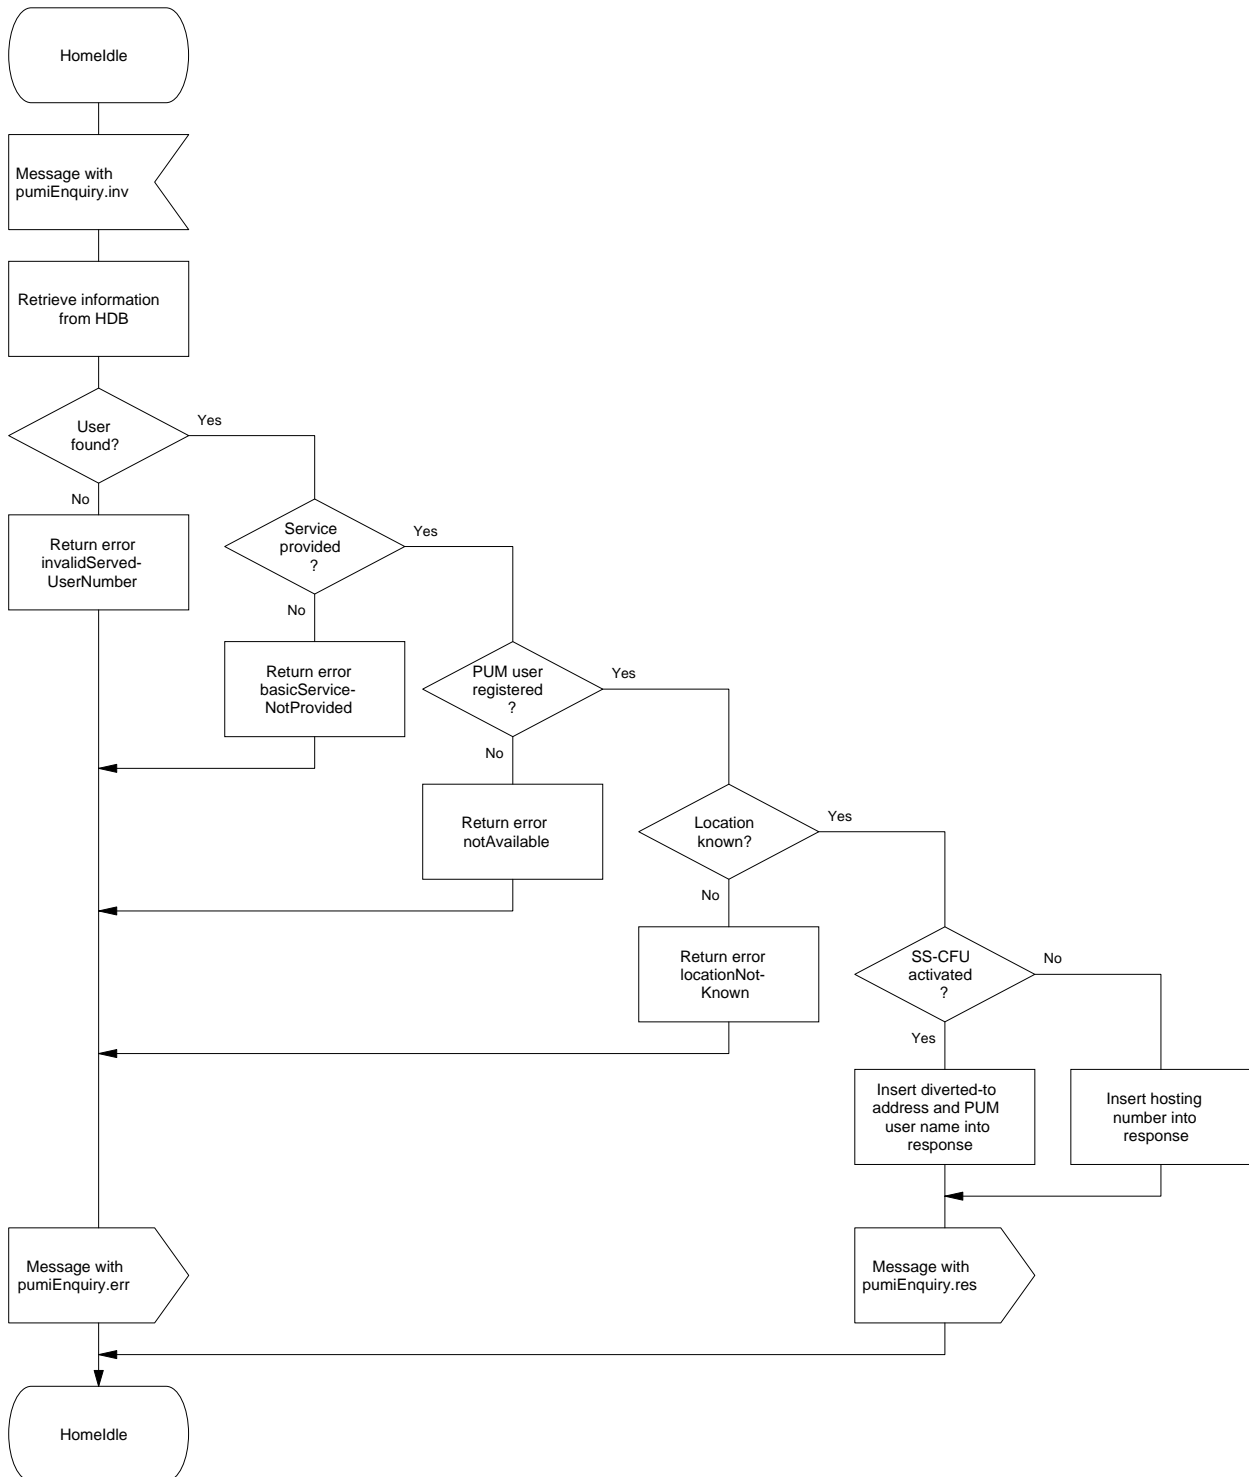 HomeIdle
Message with
pumiEnquiry.inv
Retrieve information
from HDB
User
found?
Yes
No
Return error
invalidServed-
UserNumber
Service
provided
?
Yes
No
Return error
basicService-
NotProvided
PUM user
registered
?
Yes
No
Return error
notAvailable
Location
known?
Yes
No
Return error
locationNot-
Known
SS-CFU
activated
?
No
Yes
Insert diverted-to
address and PUM
user name into
response
Insert hosting
number into
response
Message with
pumiEnquiry.err
Message with
pumiEnquiry.res
HomeIdle